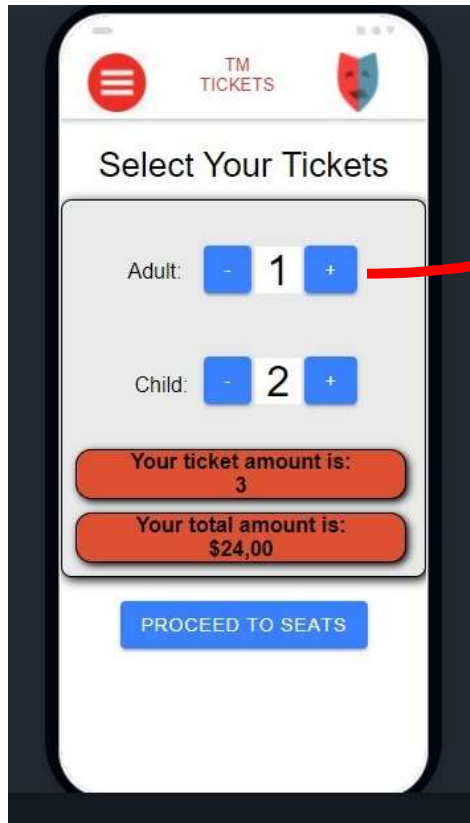 TM
TICKETS
Select Your Tickets
Adult: - 1 +
Child: - 2 +
Your ticket amount is:
3
Your total amount is:
$24,00
PROCEED TO SEATS